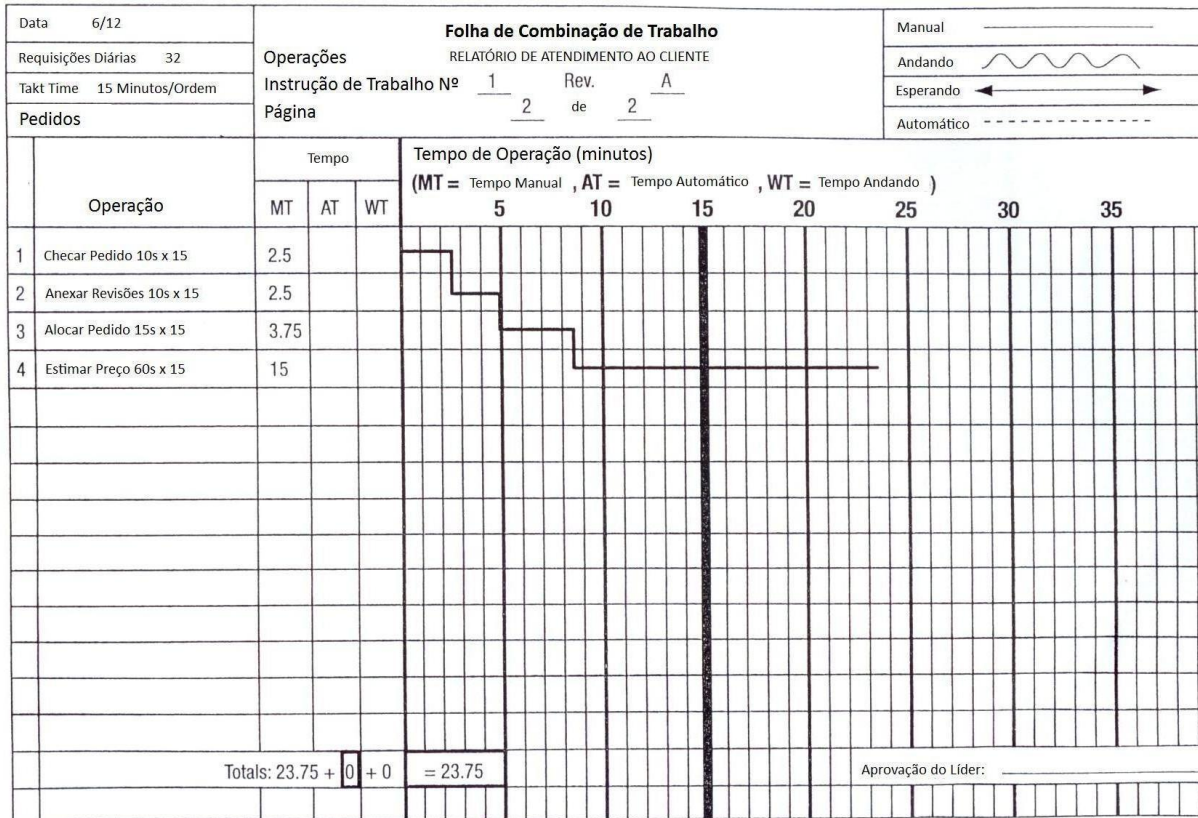 Data 6/12
Requisições Diárias 32
Takt Time 15 Minutos/Ordem
Pedidos
Folha de Combinação de Trabalho
Operações RELATÓRIO DE ATENDIMENTO AO CLIENTE
Instrução de Trabalho Nº 1 Rev. A
Página 2 de 2
Manual
Andando
Esperando
Automático
Operação
Tempo
MT AT WT
Tempo de Operação (minutos)
(MT = Tempo Manual , AT = Tempo Automático , WT = Tempo Andando )
5 10 15 20 25 30 35
1 Checar Pedido 10s x 15 2.5
2 Anexar Revisões 10s x 15 2.5
3 Alocar Pedido 15s x 15 3.75
4 Estimar Preço 60s x 15 15
Totals: 23.75 + 0 + 0 = 23.75
Aprovação do Líder: